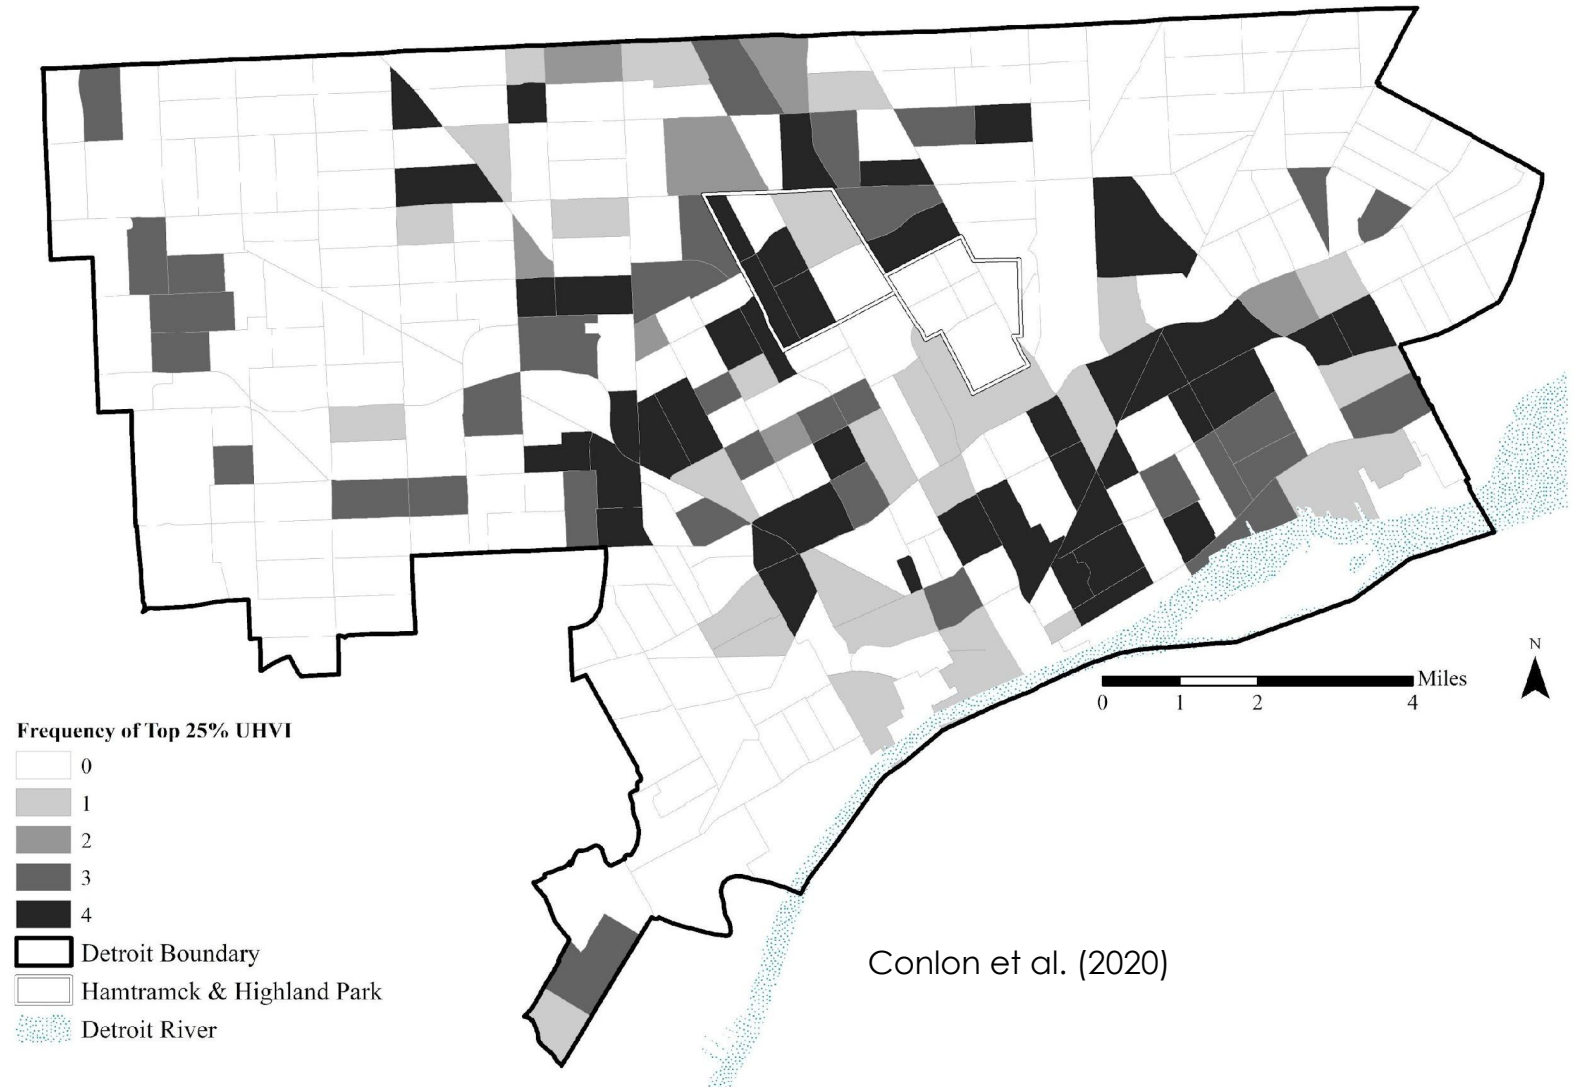 N
Miles
0 1 2 4
Frequency of Top 25% UHVI
0
1
2
3
4
Detroit Boundary
Hamtramck & Highland Park
Detroit River
Conlon et al. (2020)